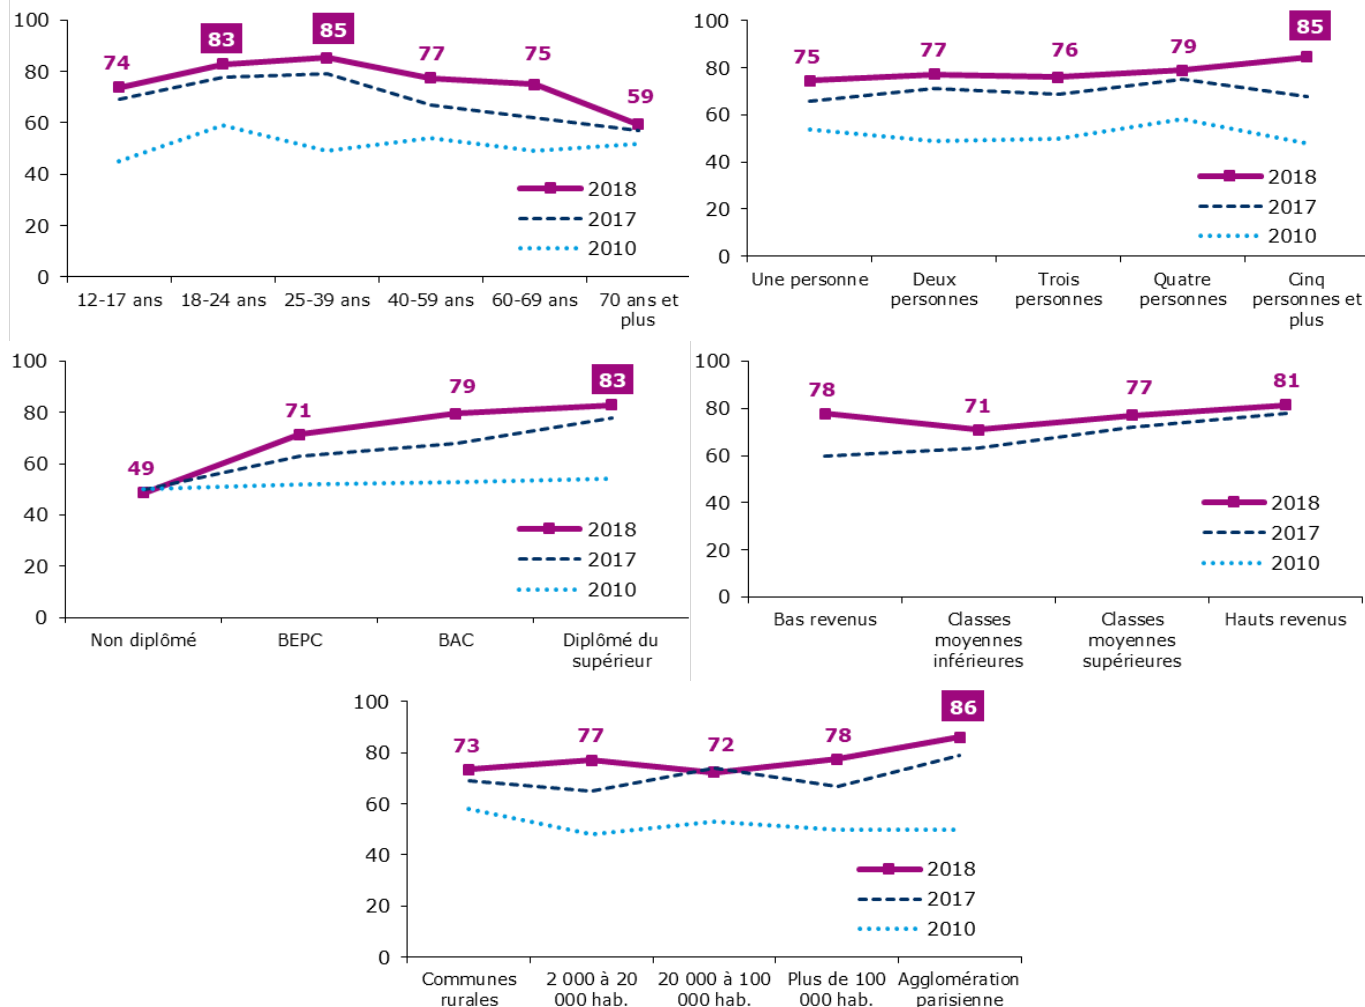 100
80
60
40
20
0
74
83
85
77
75
59
2018
2017
2010
12-17 ans
18-24 ans
25-39 ans
40-59 ans
60-69 ans
70 ans et
plus
100
80
60
40
20
0
75
77
76
79
85
2018
2017
2010
Une personne
Deux
personnes
Trois
personnes
Quatre
personnes
Cinq
personnes et
plus
100
80
60
40
20
0
49
71
79
83
2018
2017
2010
Non diplômé
BEPC
BAC
Diplômé du
supérieur
100
80
60
40
20
0
78
71
77
81
2018
2017
2010
Bas revenus
Classes
moyennes
inférieures
Classes
moyennes
supérieures
Hauts revenus
100
80
60
40
20
0
73
77
72
78
86
2018
2017
2010
Communes
rurales
2 000 à 20
000 hab.
20 000 à 100
000 hab.
Plus de 100
000 hab.
Agglomération
parisienne